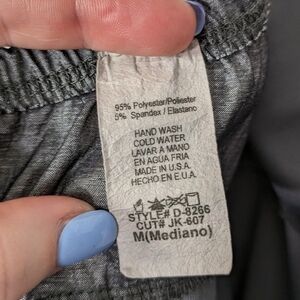 95% Polyester/Poliester
5% Spandex / Elastano
HAND WASH
COLD WATER
LAVAR A MANO
EN AGUA FRIA
MADE IN U.S.A.
HECHO EN E.U.A.
STYLE# D-8266
CUT# JK-607
M(Mediano)